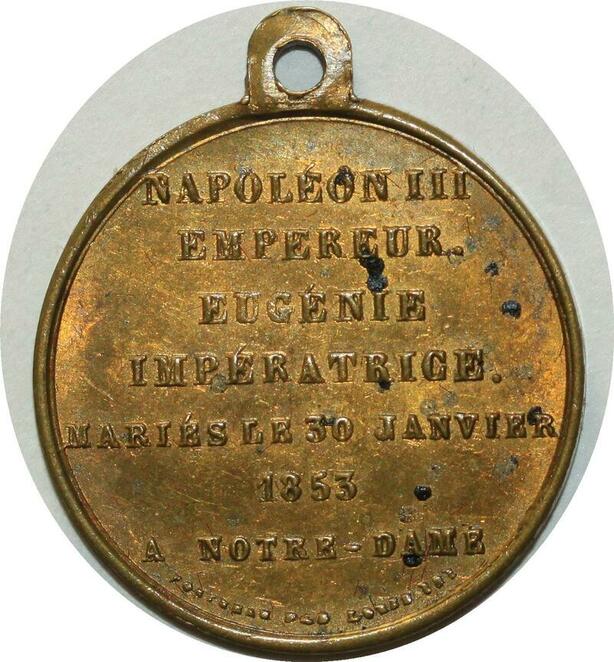 NAPOLÉON III
EMPEREUR.
EUGÉNIE
IMPÉRATRICE.
MARIÉS LE 30 JANVIER
1853
A NOTRE-DAME